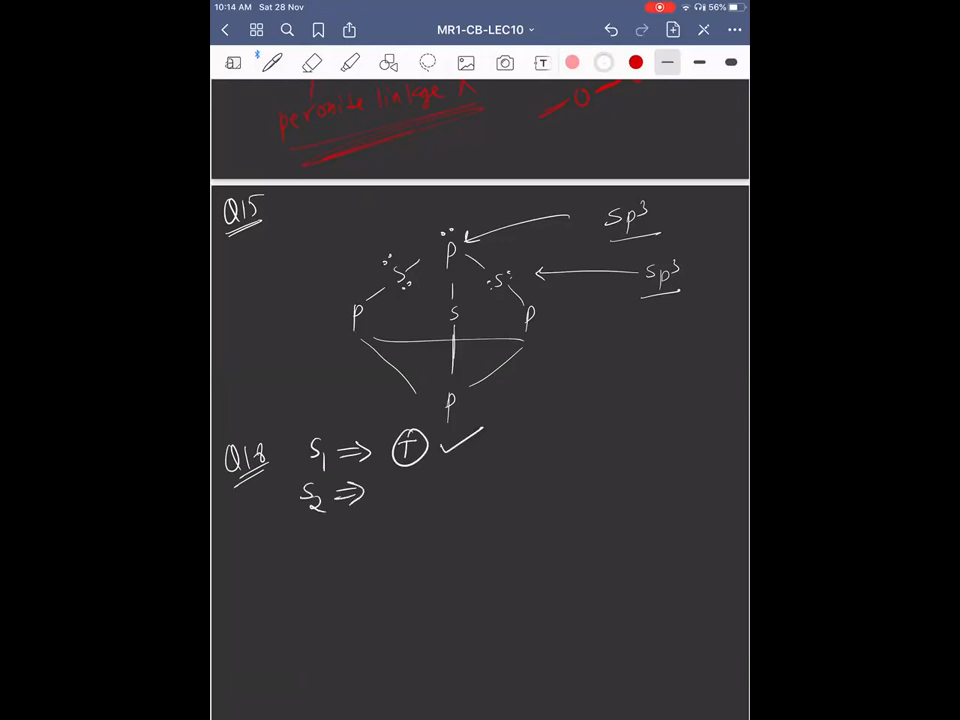 10:14 AM Sat 28 Nov
56%
MR1-CB-LEC10
T
peroxide linkage X
O
Q15
P
sp³
S
S
sp³
P
S
P
P
Q18 S₁ ⇒ T ✓
S₂ ⇒